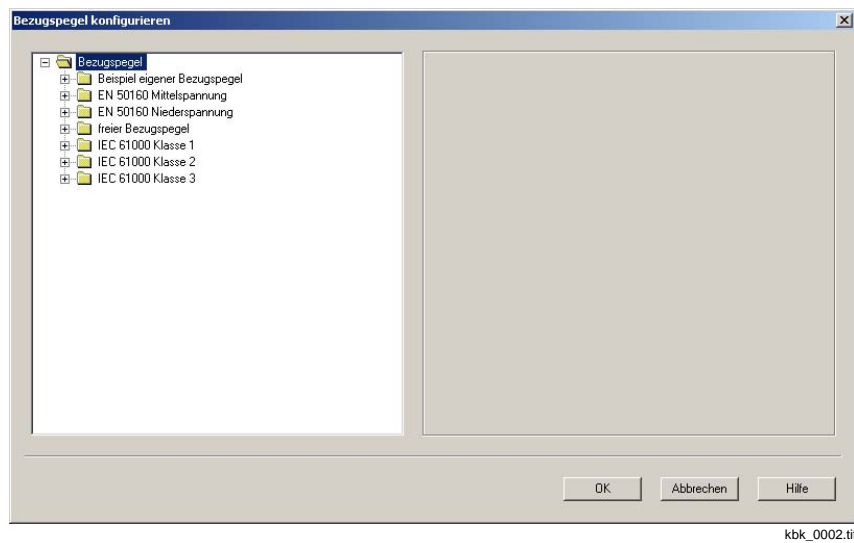 Bezugspegel konfigurieren
Bezugspegel
Beispiel eigener Bezugspegel
EN 50160 Mittelspannung
EN 50160 Niederspannung
freier Bezugspegel
IEC 61000 Klasse 1
IEC 61000 Klasse 2
IEC 61000 Klasse 3
OK Abbrechen Hilfe
kbk_0002.ti